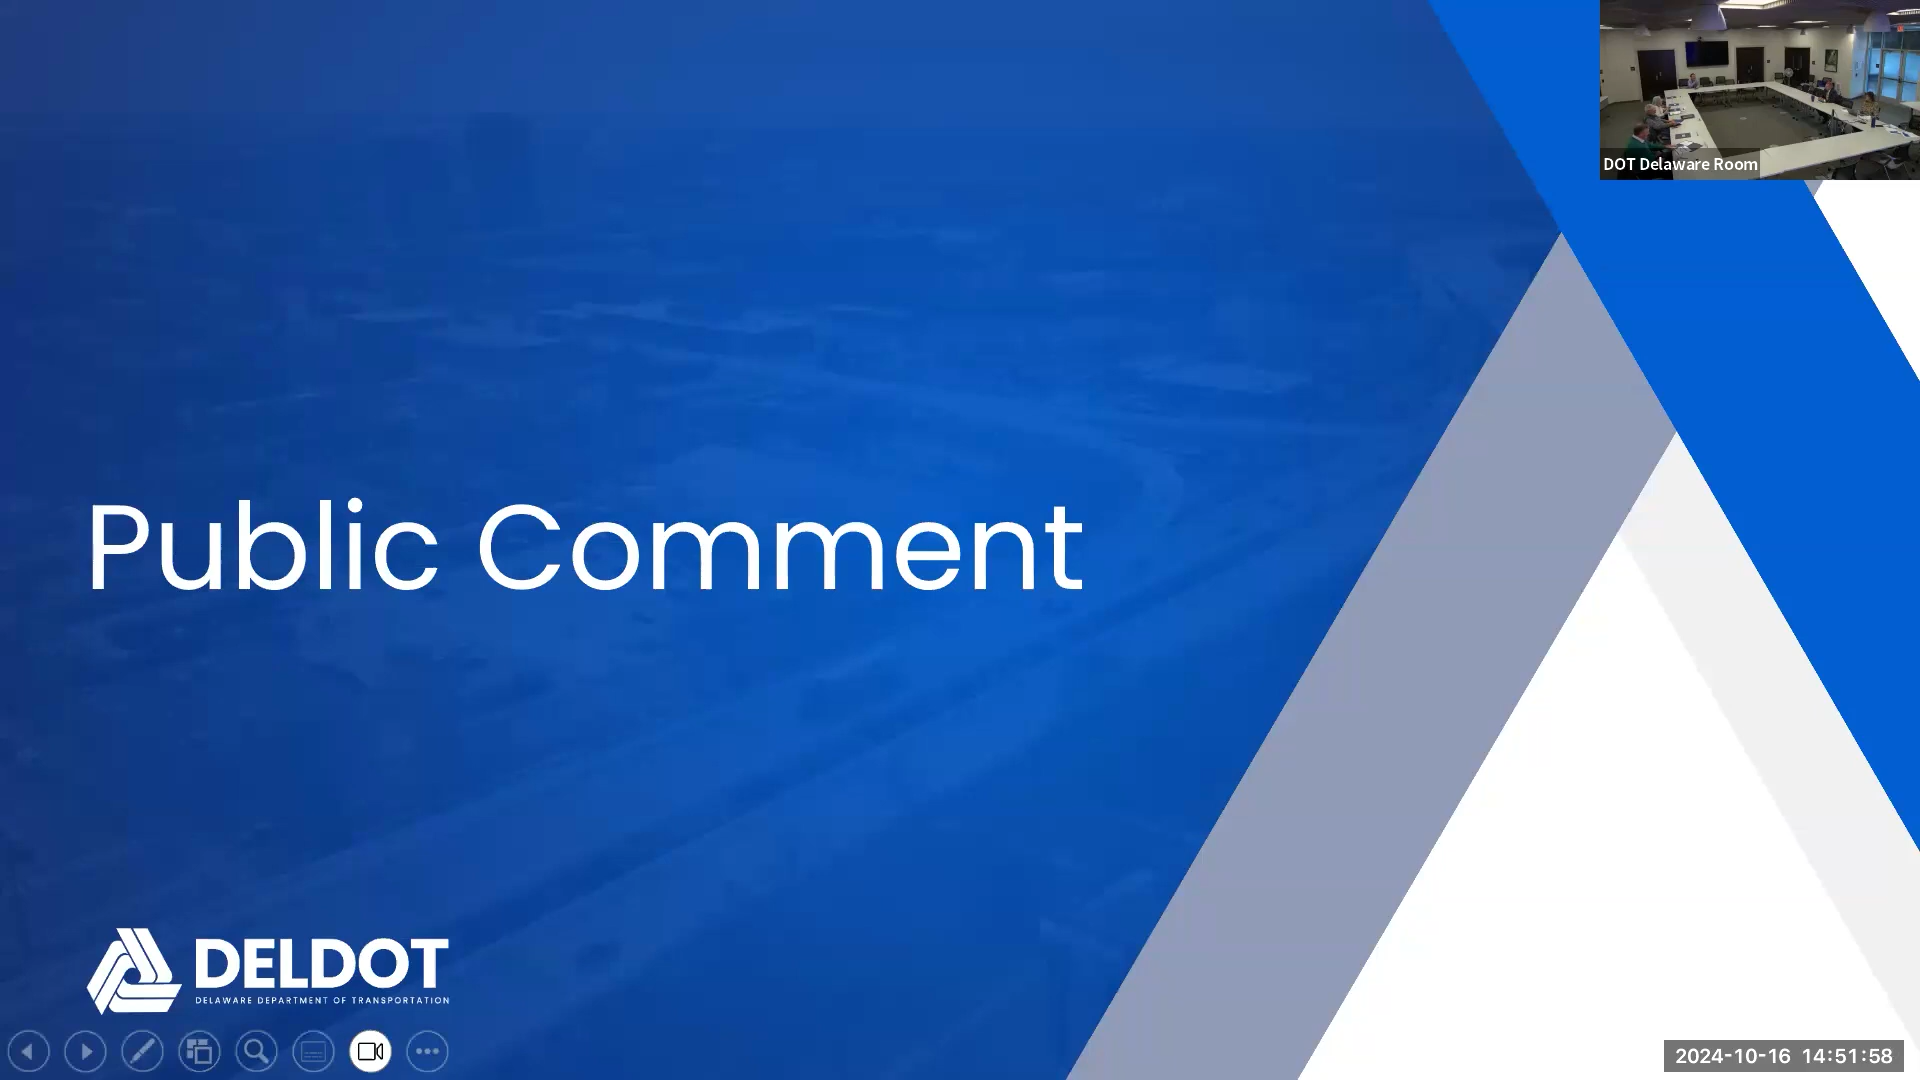 DOT Delaware Room
Public Comment
DELDOT
DELAWARE DEPARTMENT OF TRANSPORTATION
2024-10-16 14:51:58